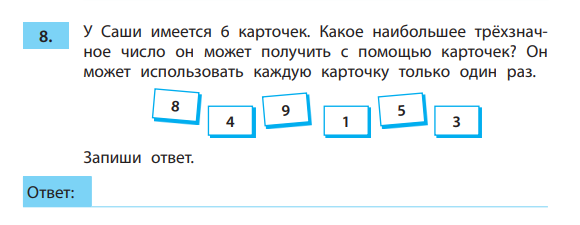 8.
У Саши имеется 6 карточек. Какое наибольшее трёхзнач-
ное число он может получить с помощью карточек? Он
может использовать каждую карточку только один раз.
8 4 9 1 5 3
Запиши ответ.
Ответ: